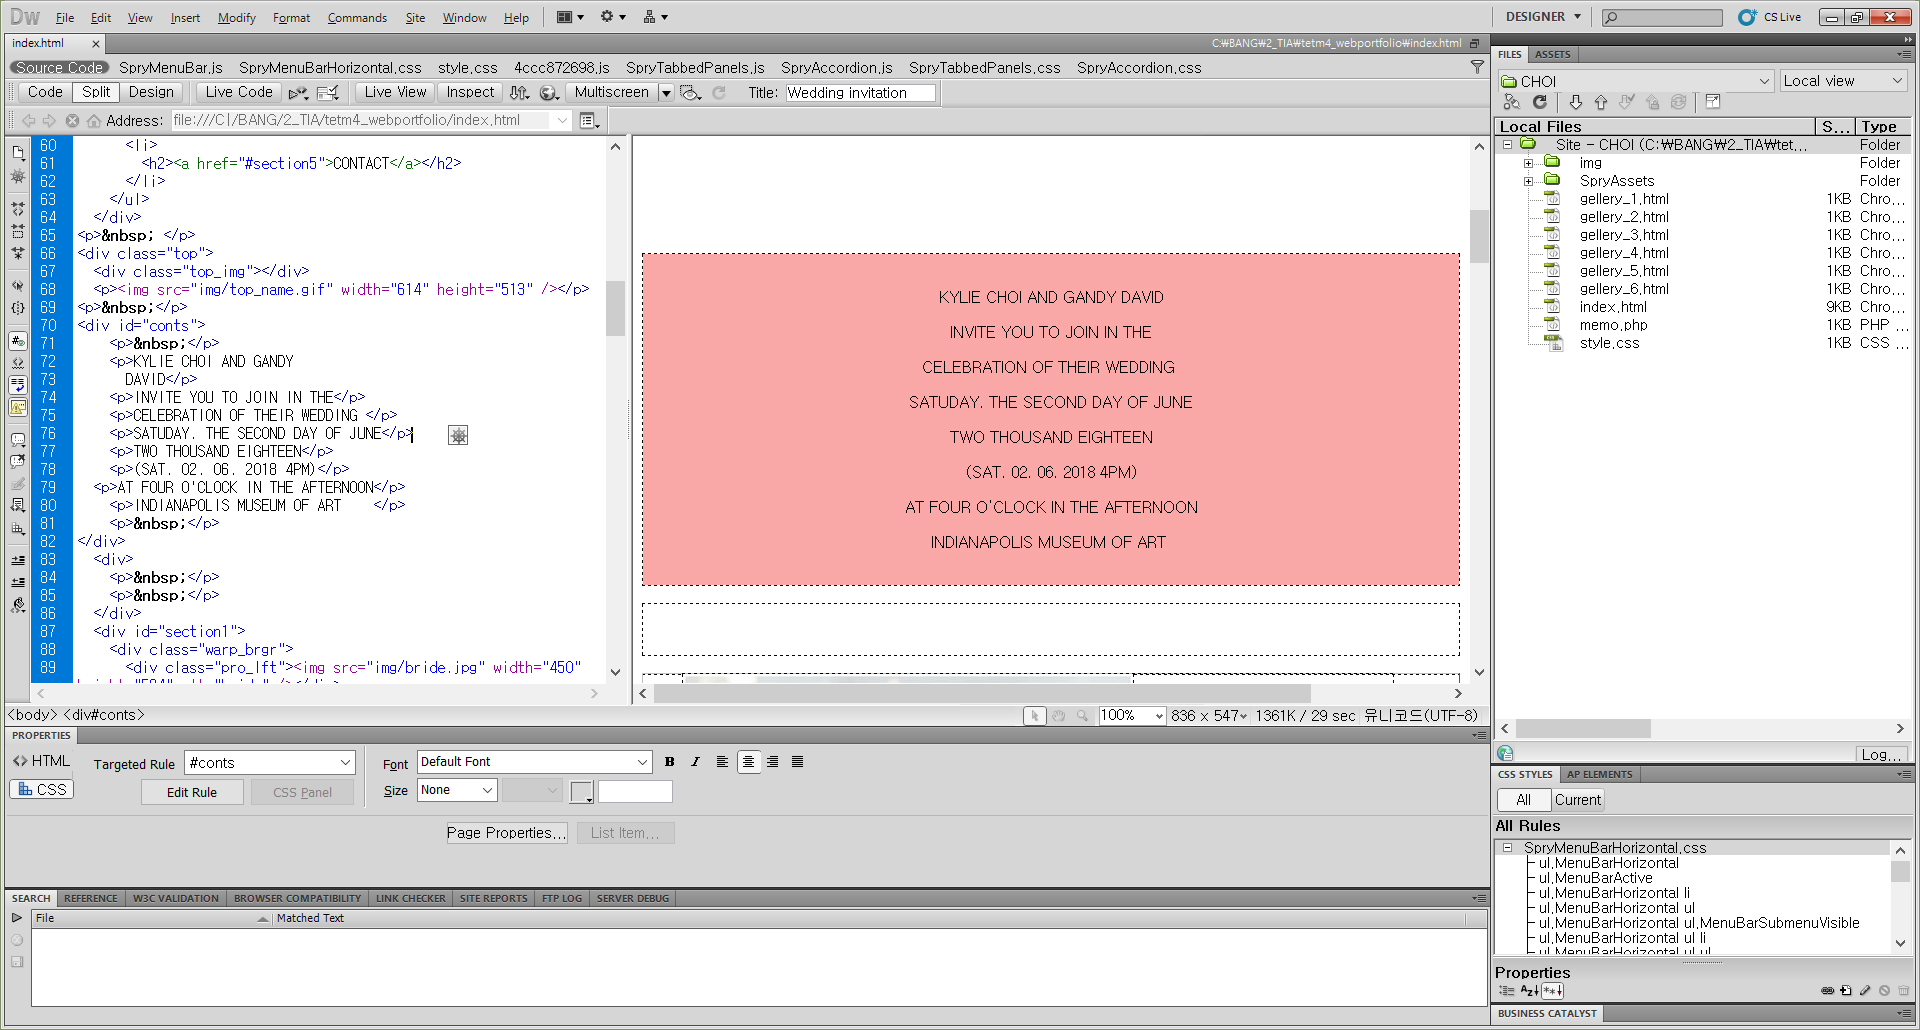 Dw File Edit View Insert Modify Format Commands Site Window Help DESIGNER CS Live
index.html × C:₩BANG₩2_TIA₩tetm4_webportfolio₩index.html
Source Code SpryMenuBar.js SpryMenuBarHorizontal.css style.css 4ccc872698.js SpryTabbedPanels.js SpryAccordion.js SpryTabbedPanels.css SpryAccordion.css
Code Split Design Live Code Live View Inspect Multiscreen Title: Wedding invitation
Address: file:///C|/BANG/2_TIA/tetm4_webportfolio/index.html
60 <li>
61 <h2><a href="#section5">CONTACT</a></h2>
62 </li>
63 </ul>
64 </div>
65 <p>&nbsp; </p>
66 <div class="top">
67 <div class="top_img"></div>
68 <p><img src="img/top_name.gif" width="614" height="513" /></p>
69 <p>&nbsp;</p>
70 <div id="conts">
71 <p>&nbsp;</p>
72 <p>KYLIE CHOI AND GANDY
73 DAVID</p>
74 <p>INVITE YOU TO JOIN IN THE</p>
75 <p>CELEBRATION OF THEIR WEDDING </p>
76 <p>SATUDAY. THE SECOND DAY OF JUNE</p>
77 <p>TWO THOUSAND EIGHTEEN</p>
78 <p>(SAT. 02. 06. 2018 4PM)</p>
79 <p>AT FOUR O'CLOCK IN THE AFTERNOON</p>
80 <p>INDIANAPOLIS MUSEUM OF ART </p>
81 <p>&nbsp;</p>
82 </div>
83 <div>
84 <p>&nbsp;</p>
85 <p>&nbsp;</p>
86 </div>
87 <div id="section1">
88 <div class="warp_brgr">
89 <div class="pro_lft"><img src="img/bride.jpg" width="450"
KYLIE CHOI AND GANDY DAVID
INVITE YOU TO JOIN IN THE
CELEBRATION OF THEIR WEDDING
SATUDAY. THE SECOND DAY OF JUNE
TWO THOUSAND EIGHTEEN
(SAT. 02. 06. 2018 4PM)
AT FOUR O'CLOCK IN THE AFTERNOON
INDIANAPOLIS MUSEUM OF ART
<body> <div#conts> 100% 836 x 547 1361K / 29 sec 유니코드(UTF-8)
PROPERTIES
<> HTML Targeted Rule #conts Font Default Font B I
CSS Edit Rule CSS Panel Size None
Page Properties... List Item...
SEARCH REFERENCE W3C VALIDATION BROWSER COMPATIBILITY LINK CHECKER SITE REPORTS FTP LOG SERVER DEBUG
File Matched Text
FILES ASSETS
CHOI Local view
Local Files S... Type
Site - CHOI (C:₩BANG₩2_TIA₩tet... Folder
img Folder
SpryAssets Folder
gellery_1.html 1KB Chro...
gellery_2.html 1KB Chro...
gellery_3.html 1KB Chro...
gellery_4.html 1KB Chro...
gellery_5.html 1KB Chro...
gellery_6.html 1KB Chro...
index.html 9KB Chro...
memo.php 1KB PHP ...
style.css 1KB CSS ...
Log...
CSS STYLES AP ELEMENTS
All Current
All Rules
SpryMenuBarHorizontal.css
ul.MenuBarHorizontal
ul.MenuBarActive
ul.MenuBarHorizontal li
ul.MenuBarHorizontal ul
ul.MenuBarHorizontal ul.MenuBarSubmenuVisible
ul.MenuBarHorizontal ul li
ul.MenuBarHorizontal ul ul
Properties
Az↓ **↓
BUSINESS CATALYST